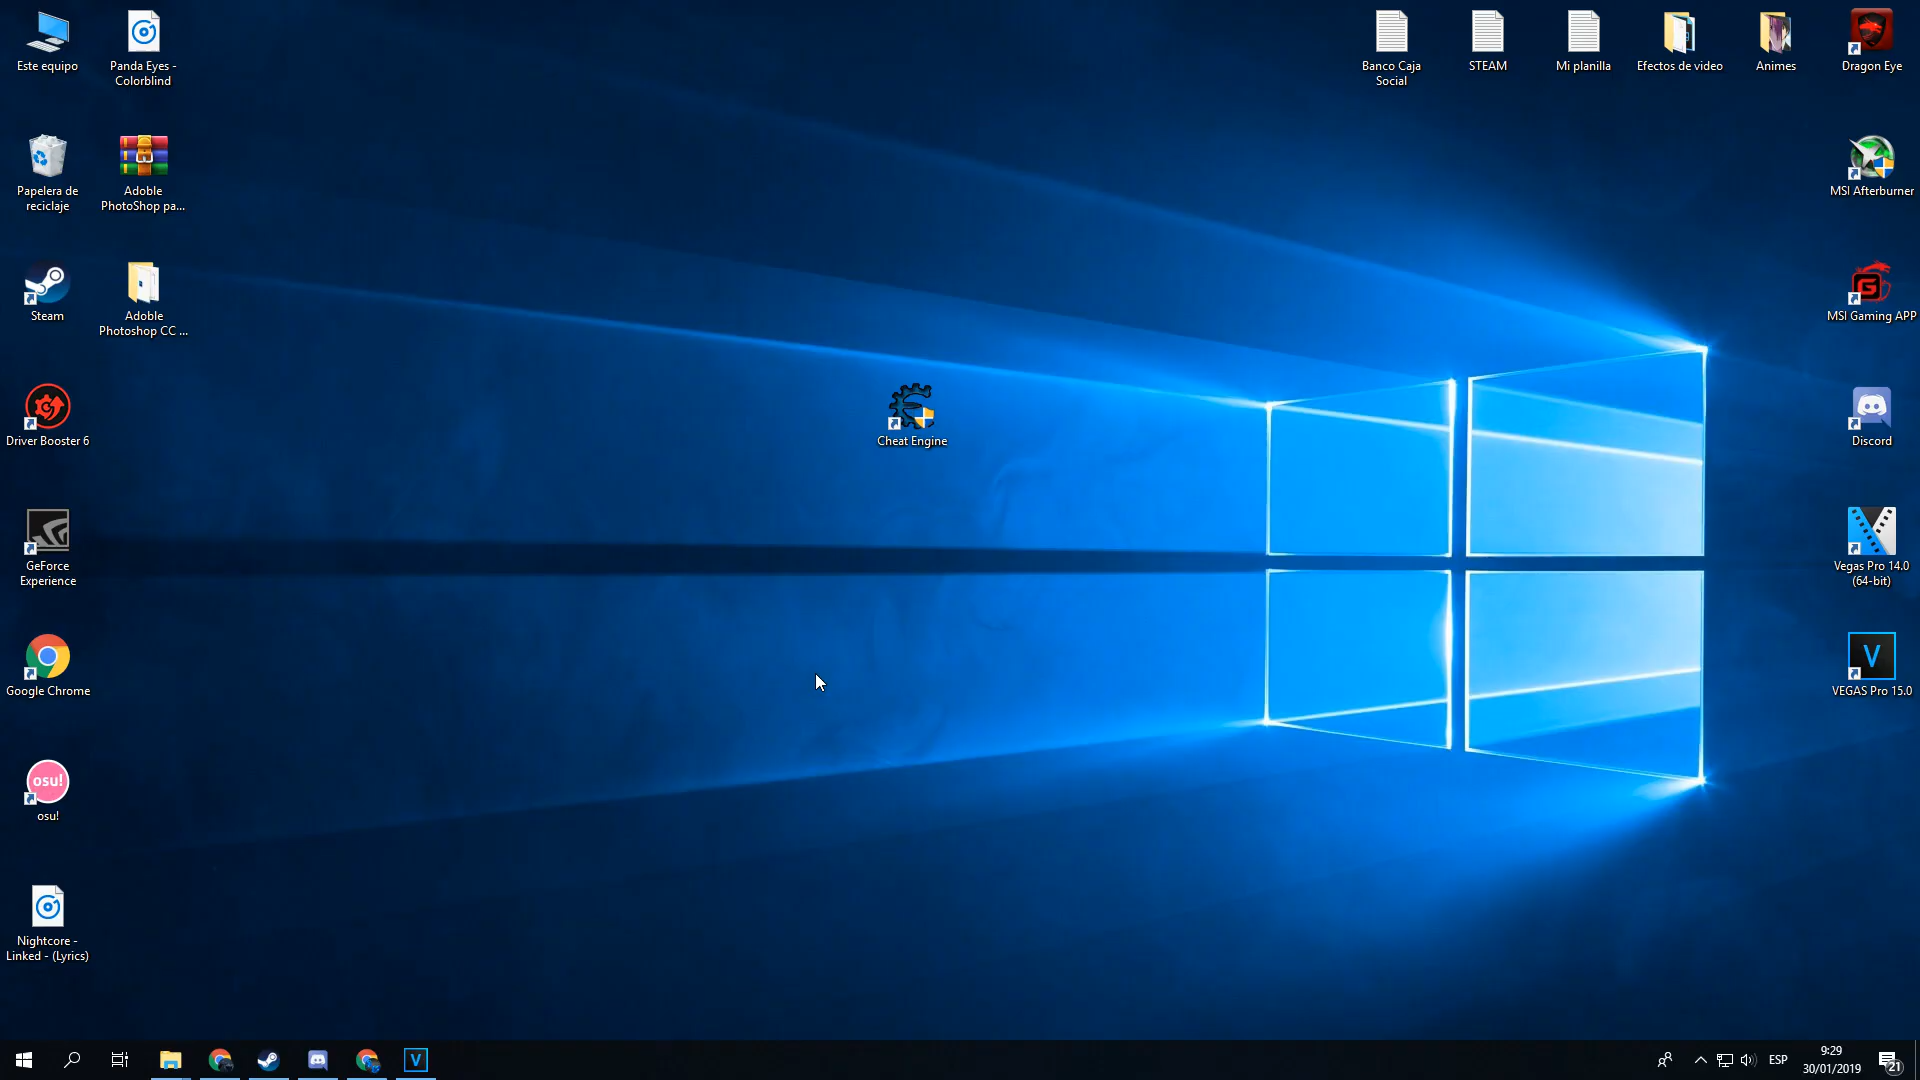 Este equipo
Panda Eyes -
Colorblind
Banco Caja
Social
STEAM
Mi planilla
Efectos de video
Animes
Dragon Eye
Papelera de
reciclaje
Adoble
PhotoShop pa...
MSI Afterburner
Steam
Adoble
Photoshop CC ...
G
MSI Gaming APP
Driver Booster 6
Cheat Engine
Discord
GeForce
Experience
Vegas Pro 14.0
(64-bit)
Google Chrome
V
VEGAS Pro 15.0
osu!
osu!
Nightcore -
Linked - (Lyrics)
V
ESP
9:29
30/01/2019
21